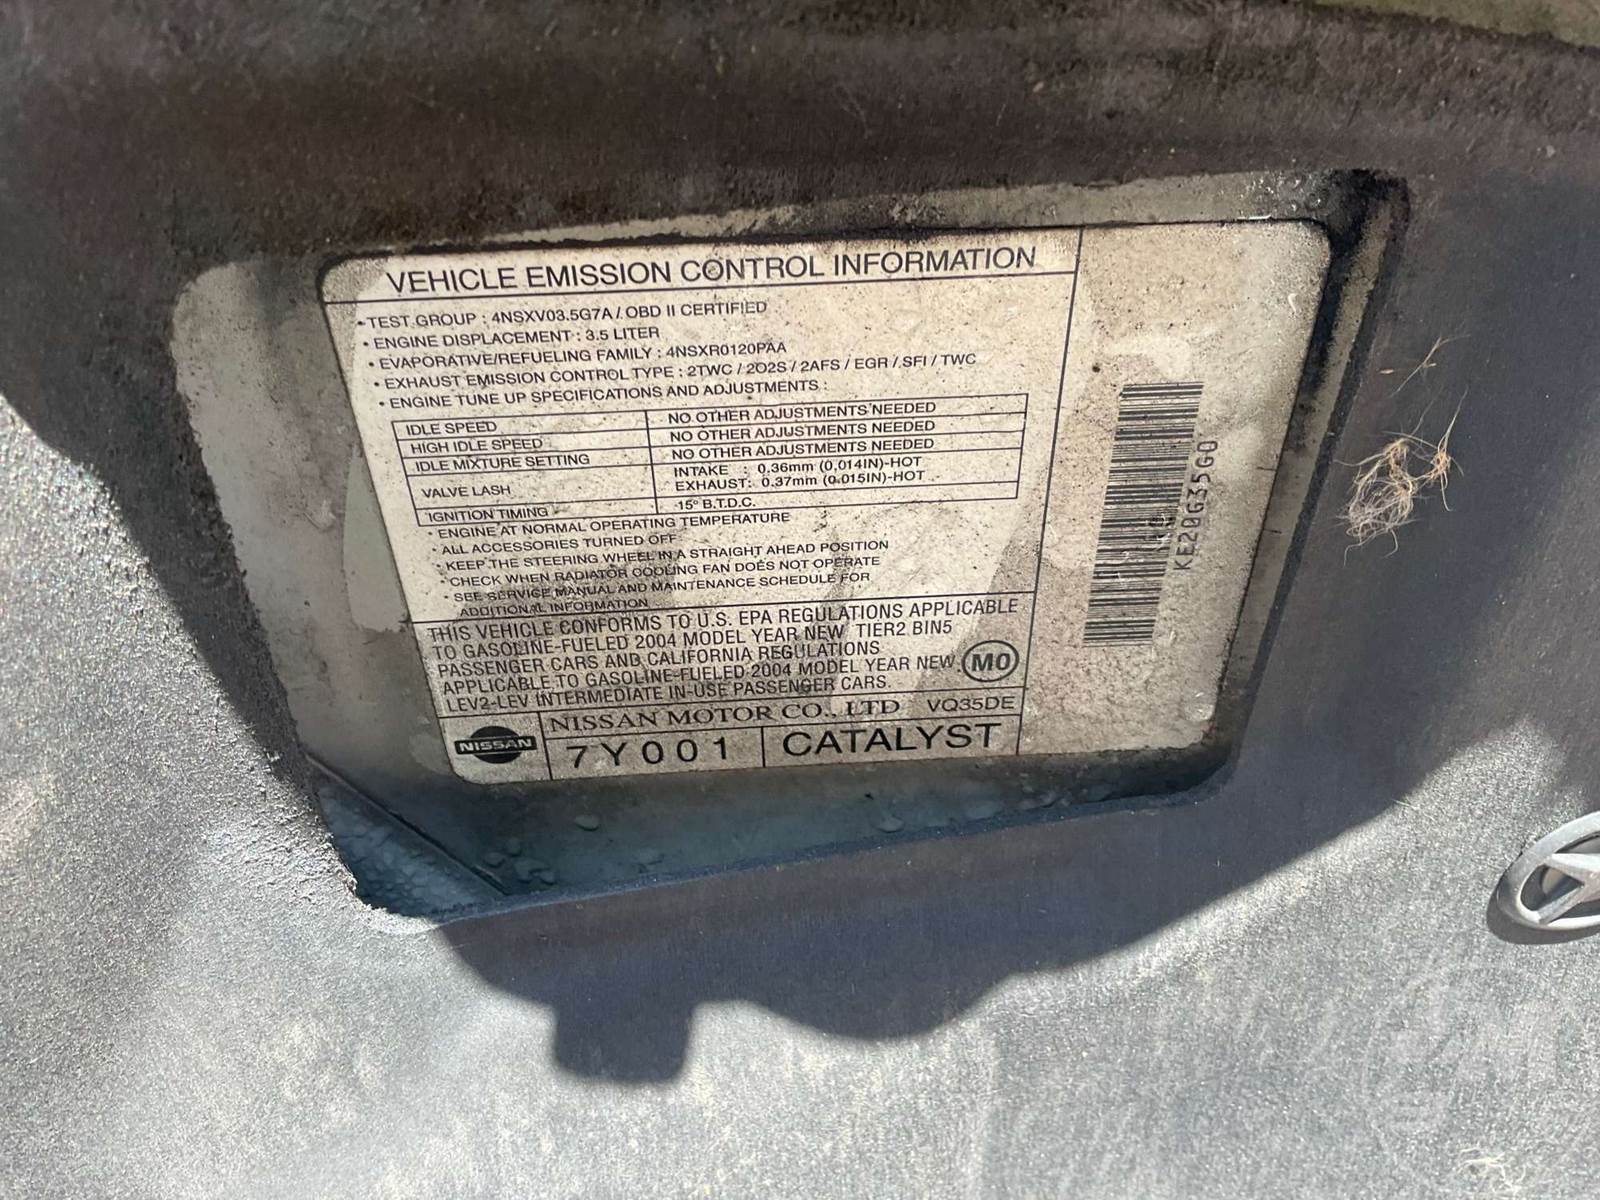 VEHICLE EMISSION CONTROL INFORMATION
• TEST GROUP : 4NSXV03.5G7A / OBD II CERTIFIED
• ENGINE DISPLACEMENT : 3.5 LITER
• EVAPORATIVE/REFUELING FAMILY : 4NSXR0120PAA
• EXHAUST EMISSION CONTROL TYPE : 2TWC / 2O2S / 2AFS / EGR / SFI / TWC
• ENGINE TUNE UP SPECIFICATIONS AND ADJUSTMENTS :
IDLE SPEED NO OTHER ADJUSTMENTS NEEDED
HIGH IDLE SPEED NO OTHER ADJUSTMENTS NEEDED
IDLE MIXTURE SETTING NO OTHER ADJUSTMENTS NEEDED
VALVE LASH INTAKE : 0.36mm (0.014IN)-HOT
EXHAUST: 0.37mm (0.015IN)-HOT
IGNITION TIMING 15° B.T.D.C.
• ENGINE AT NORMAL OPERATING TEMPERATURE
• ALL ACCESSORIES TURNED OFF
• KEEP THE STEERING WHEEL IN A STRAIGHT AHEAD POSITION
• CHECK WHEN RADIATOR COOLING FAN DOES NOT OPERATE
• SEE SERVICE MANUAL AND MAINTENANCE SCHEDULE FOR
ADDITIONAL INFORMATION
THIS VEHICLE CONFORMS TO U.S. EPA REGULATIONS APPLICABLE
TO GASOLINE-FUELED 2004 MODEL YEAR NEW TIER2 BIN5
PASSENGER CARS AND CALIFORNIA REGULATIONS
APPLICABLE TO GASOLINE-FUELED 2004 MODEL YEAR NEW
LEV2-LEV INTERMEDIATE IN-USE PASSENGER CARS.
MO
NISSAN
NISSAN MOTOR CO., LTD VQ35DE
7Y001 CATALYST
KE20G35G0